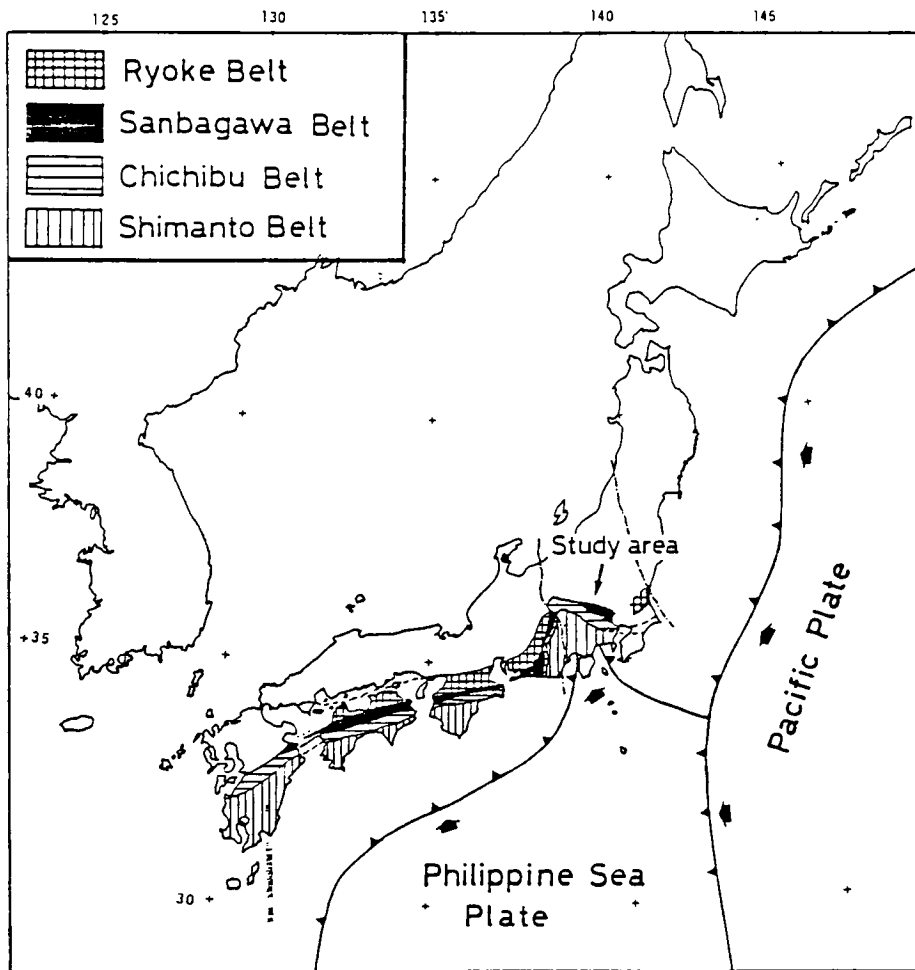 125 130 135 140 145
Ryoke Belt
Sanbagawa Belt
Chichibu Belt
Shimanto Belt
40
Study area
35
Pacific Plate
Philippine Sea
Plate
30